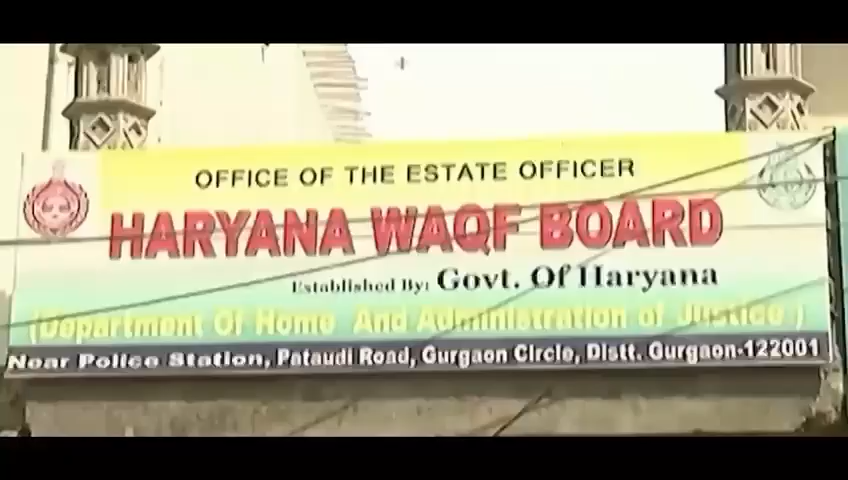 OFFICE OF THE ESTATE OFFICER
HARYANA WAQF BOARD
Established By: Govt. Of Haryana
(Department Of Home And Administration of Justice)
Near Police Station, Pataudi Road, Gurgaon Circle, Distt. Gurgaon-122001